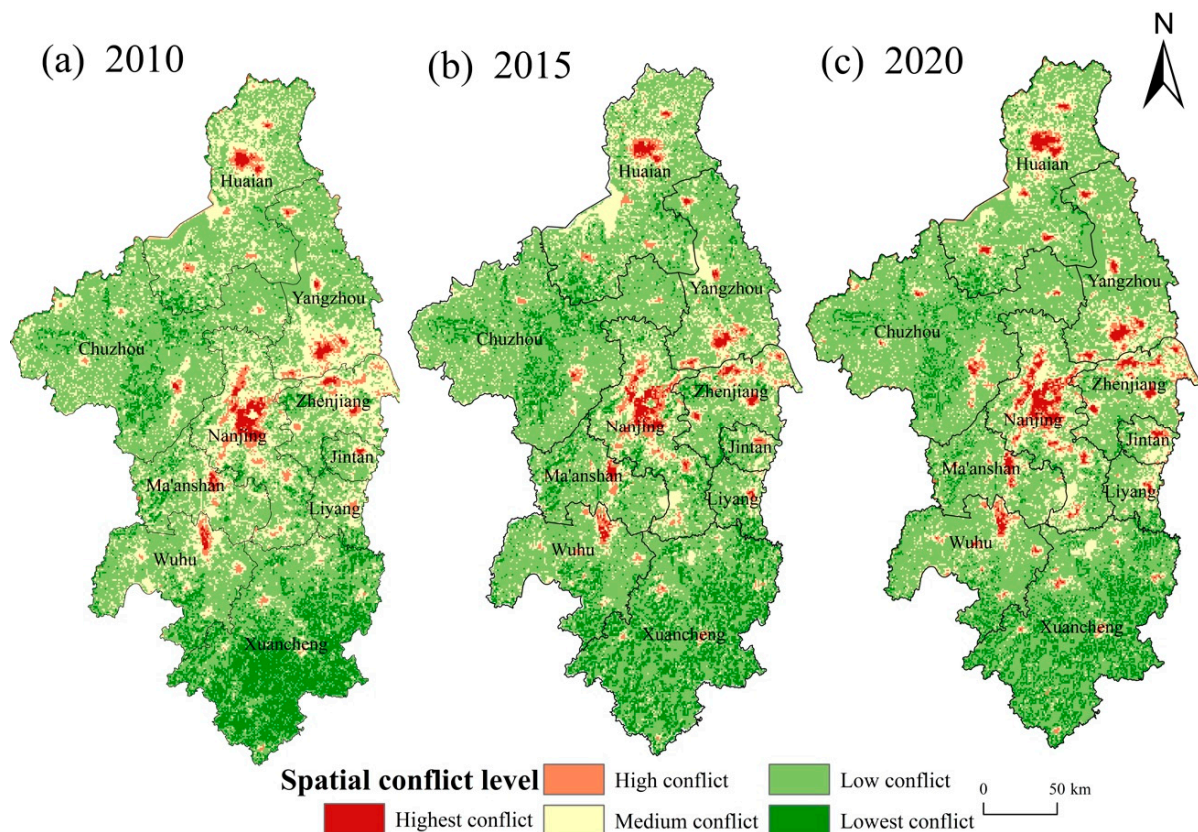 (a) 2010
(b) 2015
(c) 2020
N
Huaian
Yangzhou
Chuzhou
Zhenjiang
Nanjing
Jintan
Ma'anshan
Liyang
Wuhu
Xuancheng
Huaian
Yangzhou
Chuzhou
Zhenjiang
Nanjing
Jintan
Ma'anshan
Liyang
Wuhu
Xuancheng
Huaian
Yangzhou
Chuzhou
Zhenjiang
Nanjing
Jintan
Ma'anshan
Liyang
Wuhu
Xuancheng
Spatial conflict level
High conflict
Low conflict
Highest conflict
Medium conflict
Lowest conflict
0 50 km